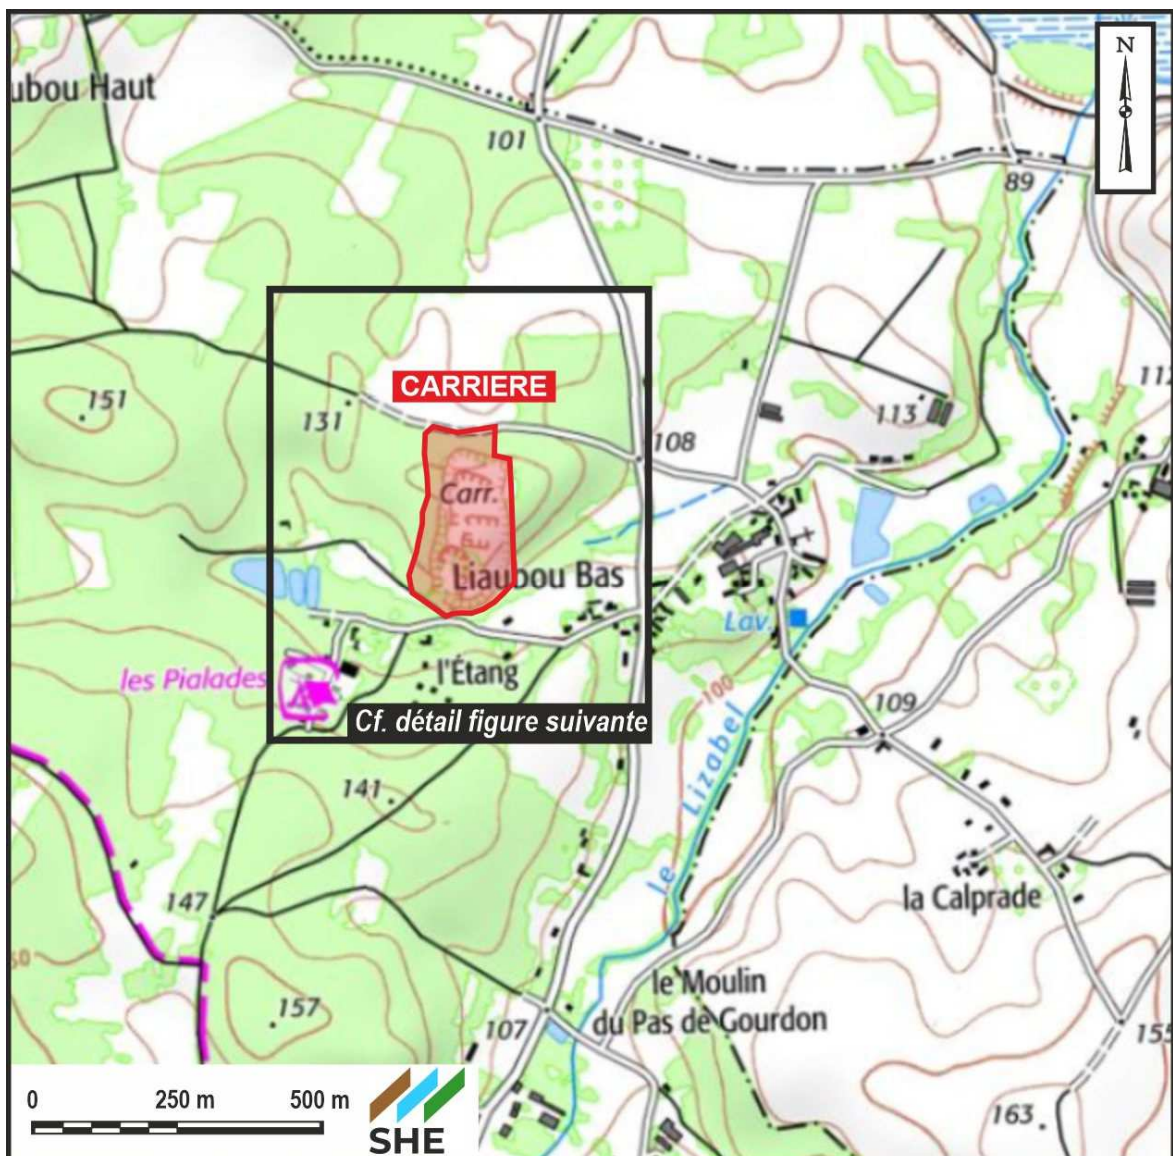 N
ubou Haut
101
89
151
131
CARRIERE
113
108
Carr.
Liaubou Bas
Lav.
les Pialades
l'Étang
100
109
Cf. détail figure suivante
le Lizabel
141
147
la Calprade
157
le Moulin
du Pas de Gourdon
107
163
0 250 m 500 m
SHE